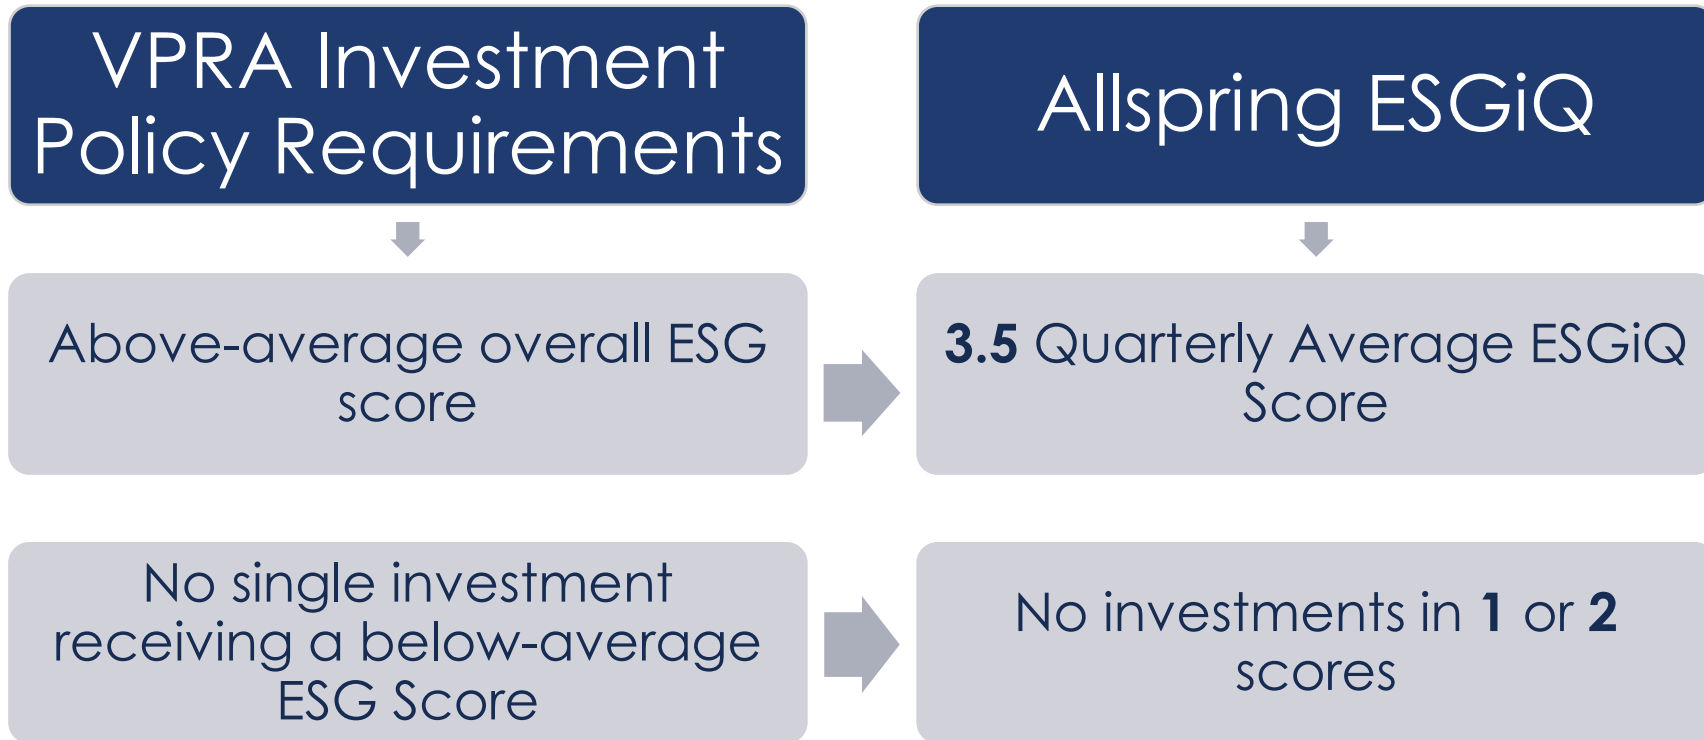 VPRA Investment
Policy Requirements
Allspring ESGiQ
Above-average overall ESG
score
3.5 Quarterly Average ESGiQ
Score
No single investment
receiving a below-average
ESG Score
No investments in 1 or 2
scores